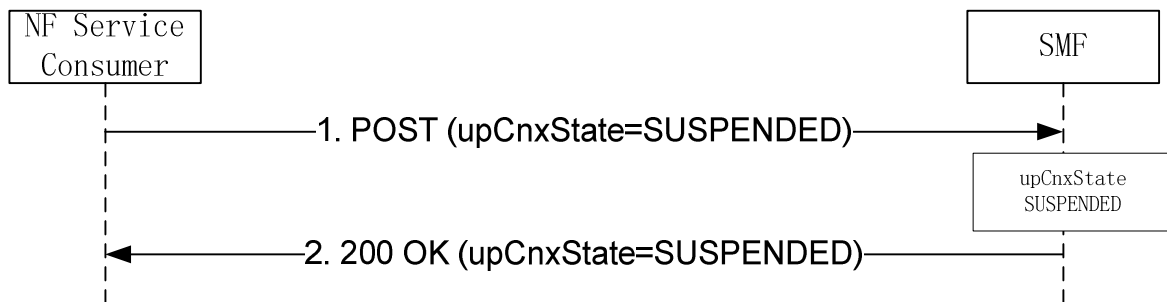 NF Service
Consumer
SMF
1. POST (upCnxState=SUSPENDED)
upCnxState
SUSPENDED
2. 200 OK (upCnxState=SUSPENDED)